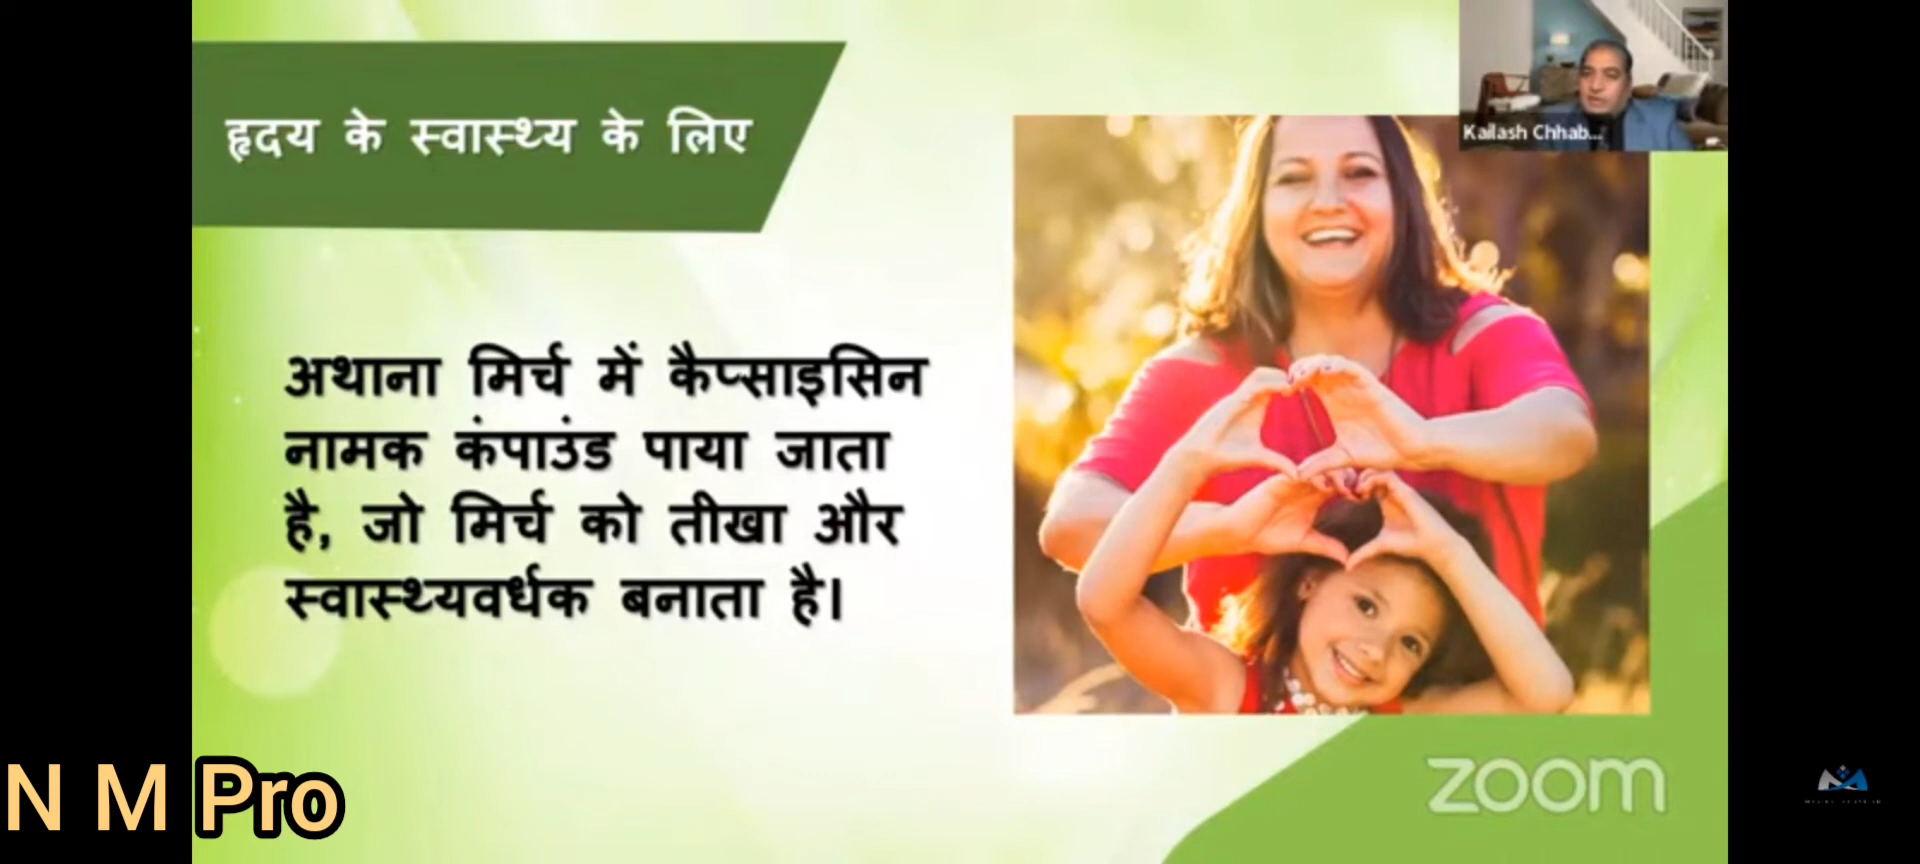 हृदय के स्वास्थ्य के लिए
Kailash Chhab...
अथाना मिर्च में कैप्साइसिन
नामक कंपाउंड पाया जाता
है, जो मिर्च को तीखा और
स्वास्थ्यवर्धक बनाता है।
zoom
N M Pro